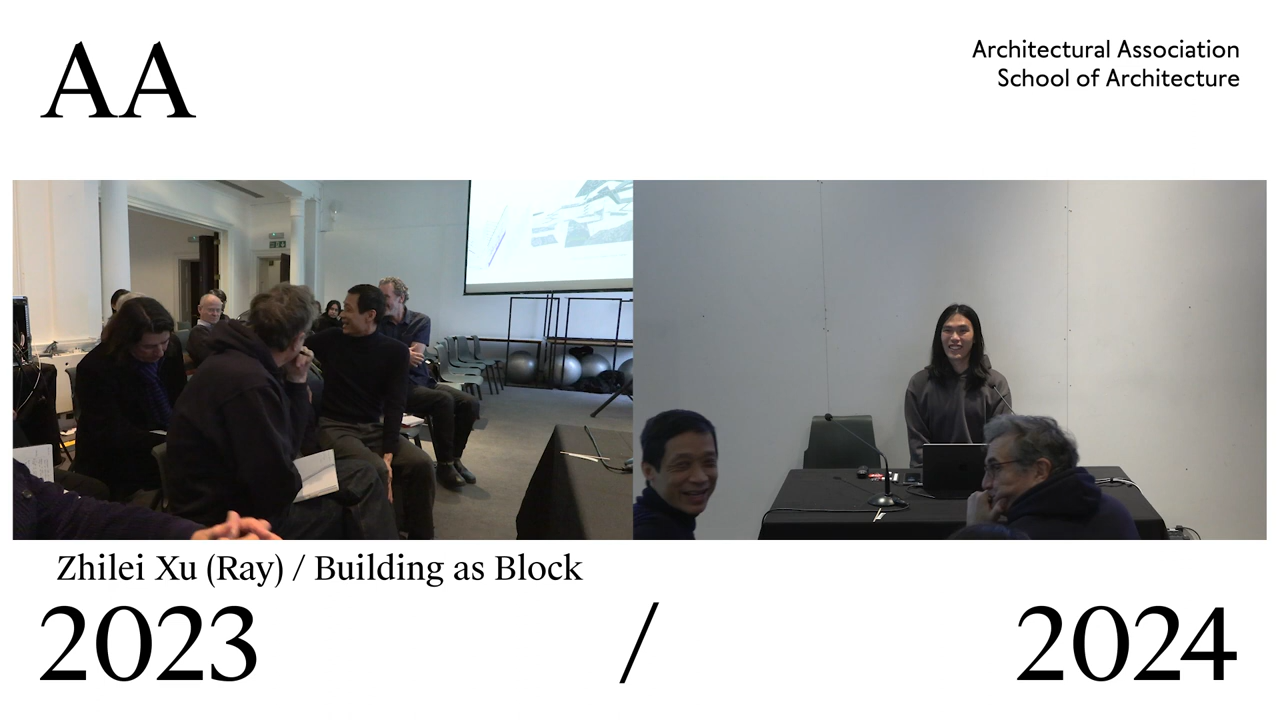 AA
Architectural Association
School of Architecture
Zhilei Xu (Ray) / Building as Block
2023 / 2024